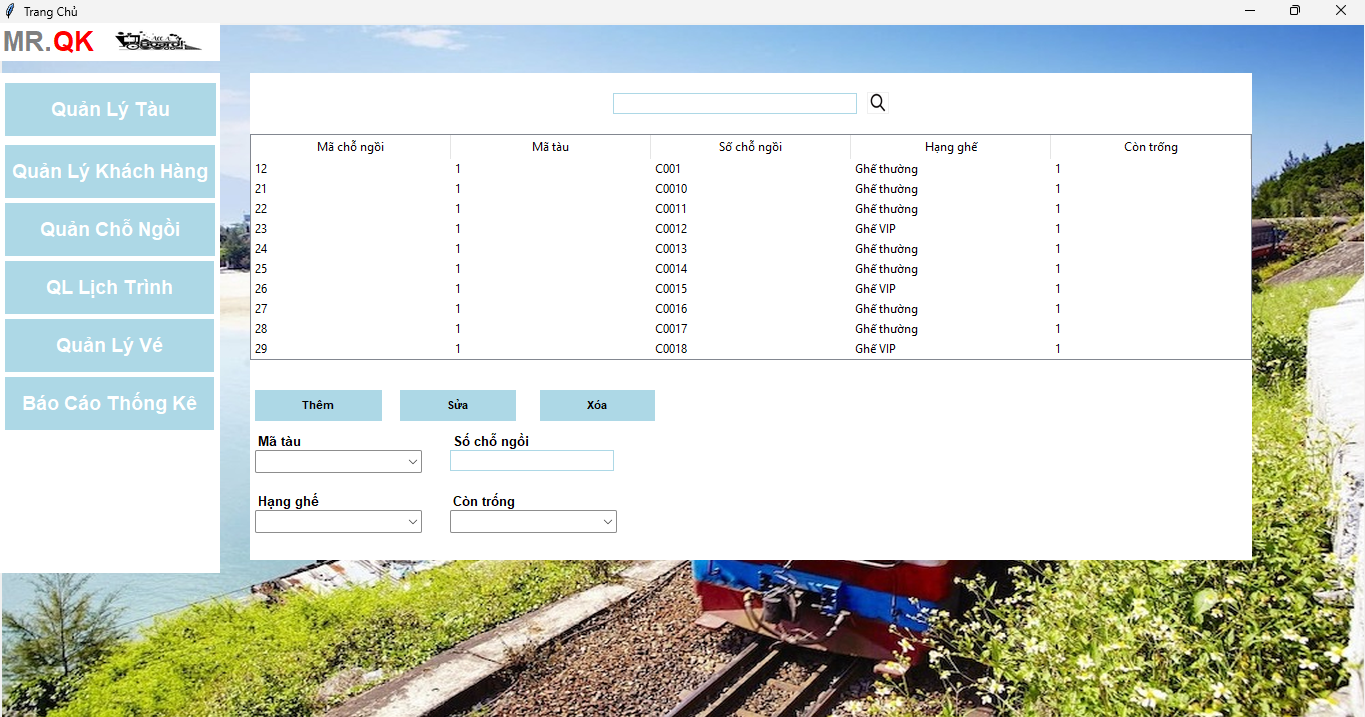 Trang Chủ
MR.QK
Quản Lý Tàu
Quản Lý Khách Hàng
Quản Chỗ Ngồi
QL Lịch Trình
Quản Lý Vé
Báo Cáo Thống Kê
Mã chỗ ngồi Mã tàu Số chỗ ngồi Hạng ghế Còn trống
12 1 C001 Ghế thường 1
21 1 C0010 Ghế thường 1
22 1 C0011 Ghế thường 1
23 1 C0012 Ghế VIP 1
24 1 C0013 Ghế thường 1
25 1 C0014 Ghế thường 1
26 1 C0015 Ghế VIP 1
27 1 C0016 Ghế thường 1
28 1 C0017 Ghế thường 1
29 1 C0018 Ghế VIP 1
Thêm Sửa Xóa
Mã tàu Số chỗ ngồi
Hạng ghế Còn trống